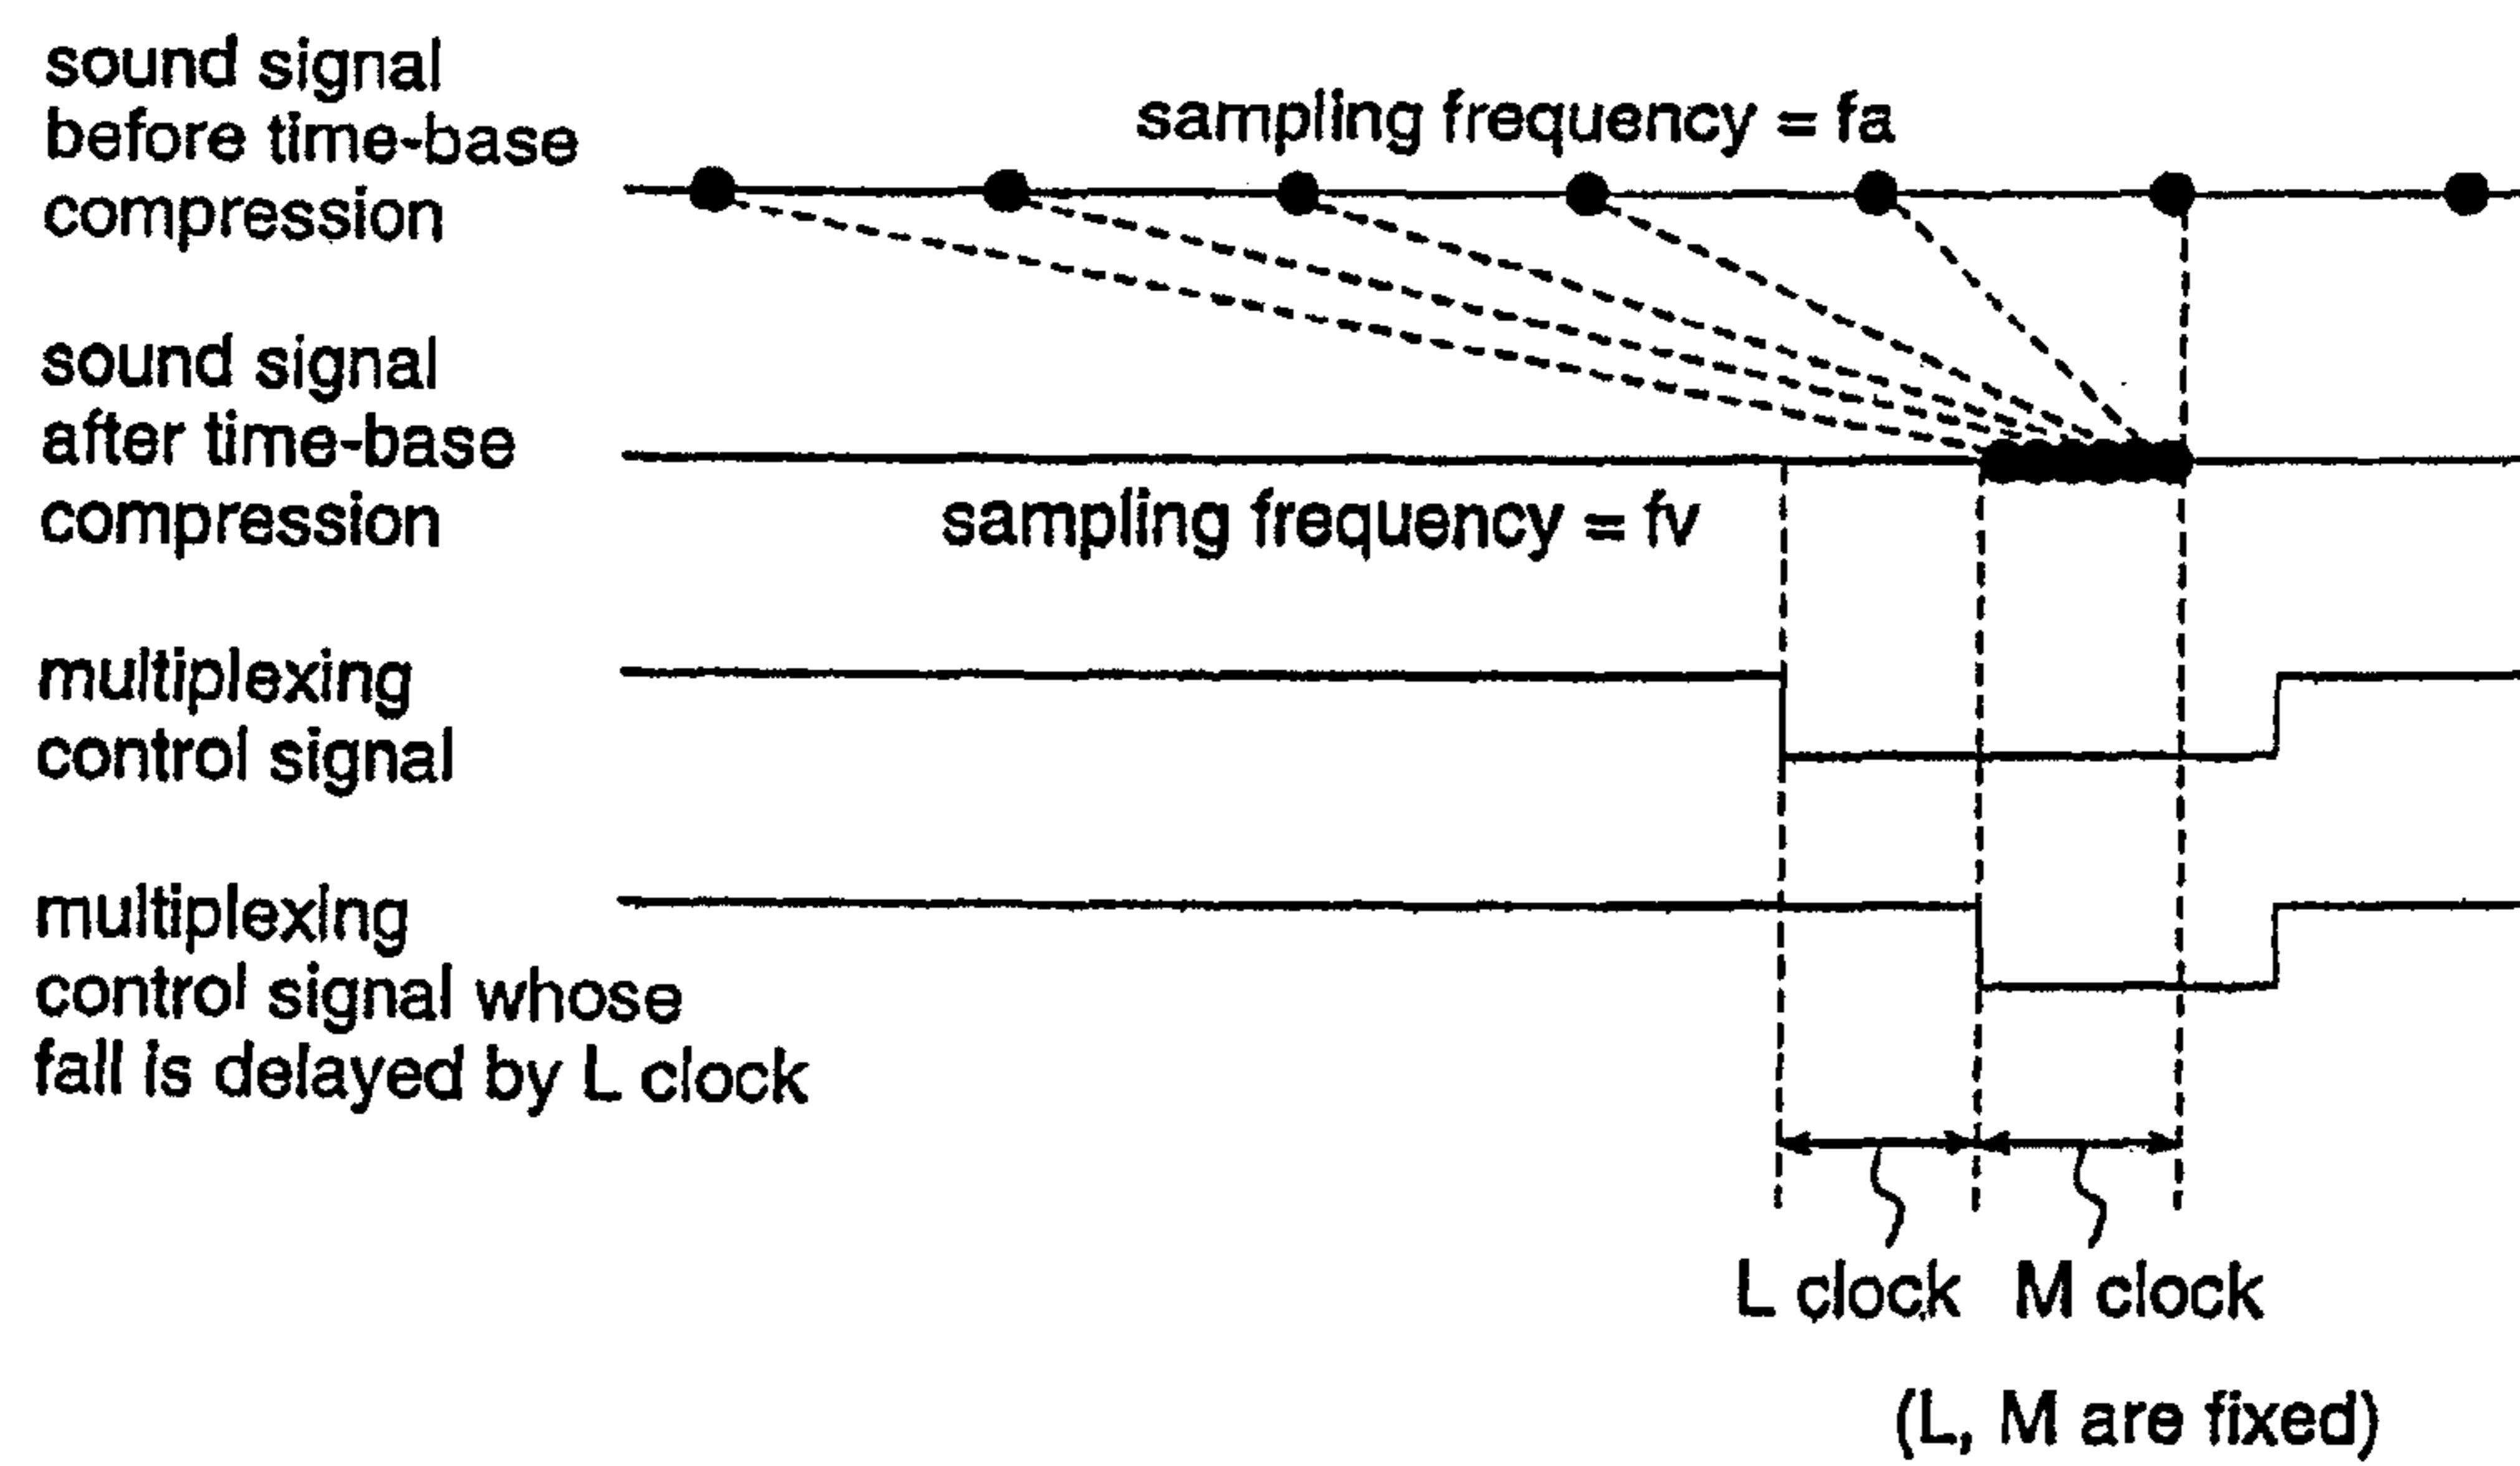 sound signal
before time-base
compression
sampling frequency = fa
sound signal
after time-base
compression
sampling frequency = fv
multiplexing
control signal
multiplexing
control signal whose
fall is delayed by L clock
L clock
M clock
(L, M are fixed)